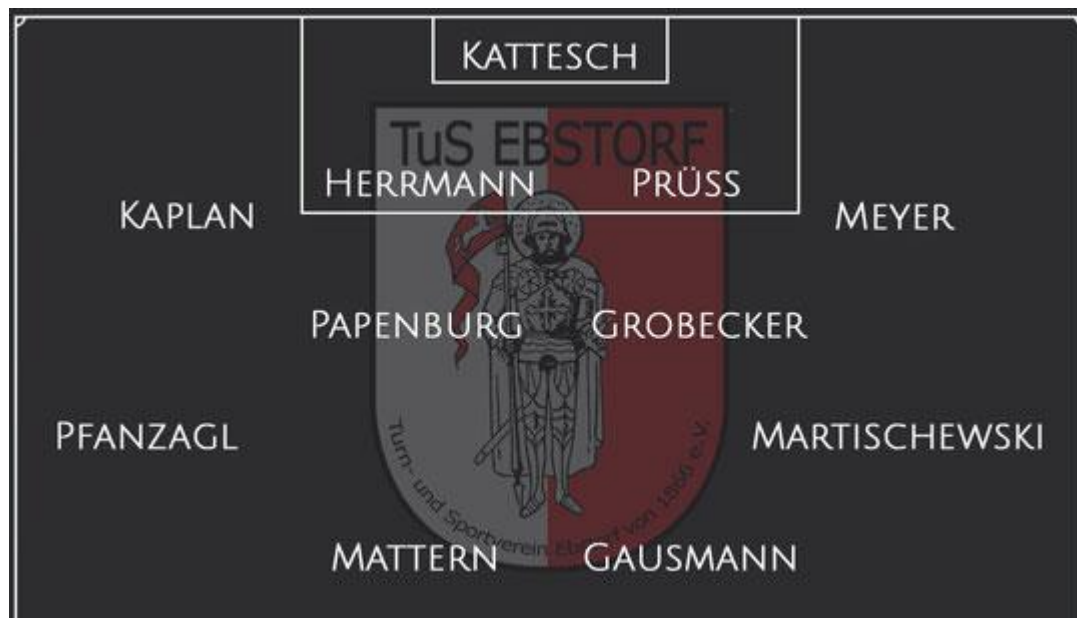 KATTESCH
TuS EBSTORF
HERRMANN PRÜSS
KAPLAN MEYER
PAPENBURG GROBECKER
PFANZAGL MARTISCHEWSKI
Turn- und Sportverein Ebstorf von 1866 e.V.
MATTERN GAUSMANN